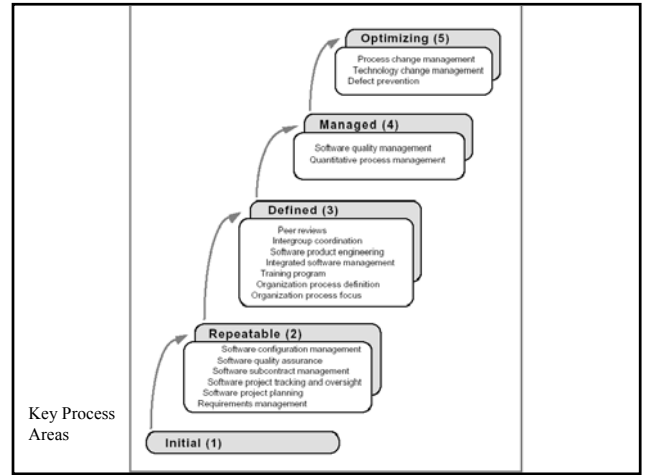 Optimizing (5)
Process change management
Technology change management
Defect prevention
Managed (4)
Software quality management
Quantitative process management
Defined (3)
Peer reviews
Intergroup coordination
Software product engineering
Integrated software management
Training program
Organization process definition
Organization process focus
Repeatable (2)
Software configuration management
Software quality assurance
Software subcontract management
Software project tracking and oversight
Software project planning
Requirements management
Key Process
Areas
Initial (1)